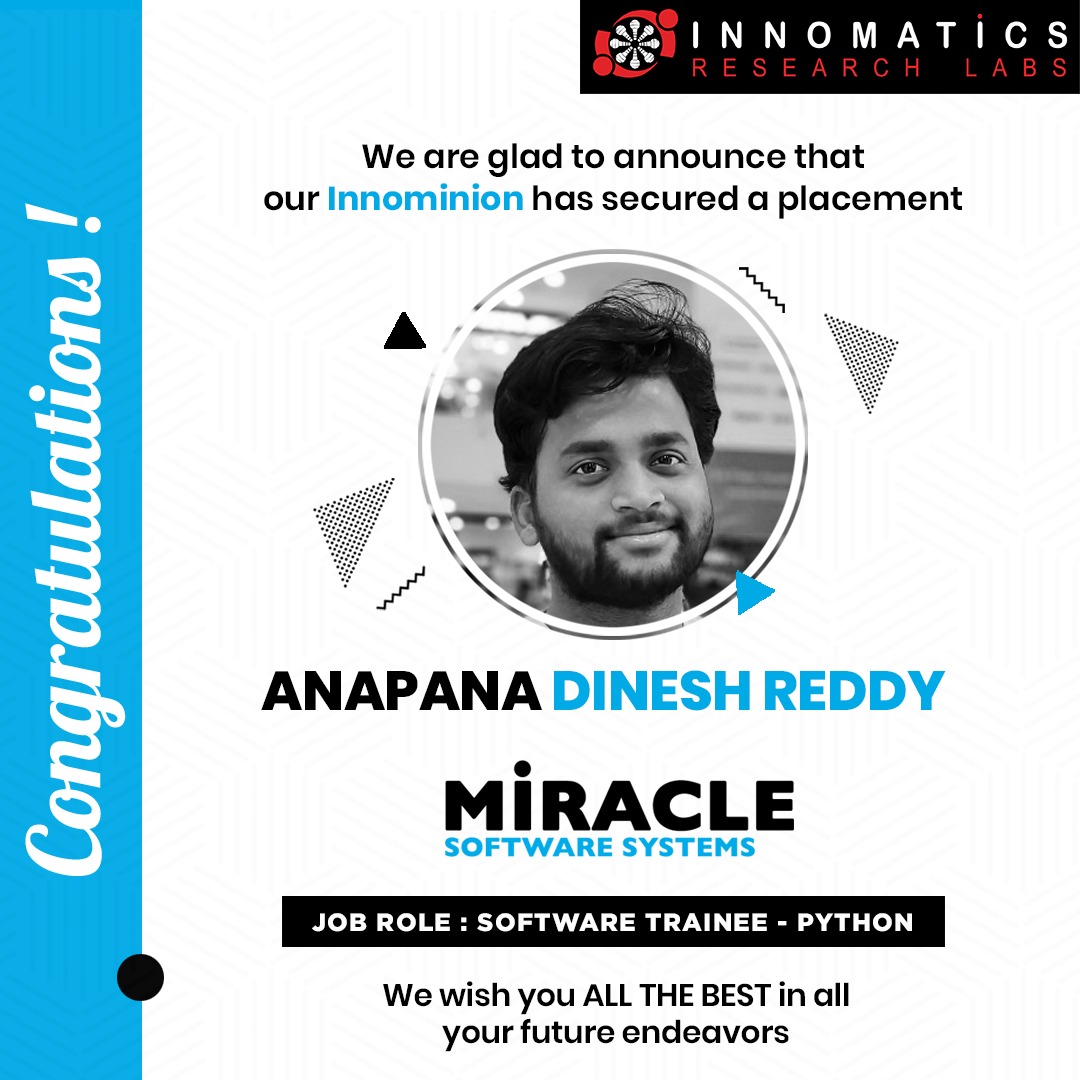 INNOMATiCS
RESEARCH LABS
Congratulations !
We are glad to announce that
our Innominion has secured a placement
ANAPANA DINESH REDDY
MiRACLE
SOFTWARE SYSTEMS
JOB ROLE : SOFTWARE TRAINEE - PYTHON
We wish you ALL THE BEST in all
your future endeavors